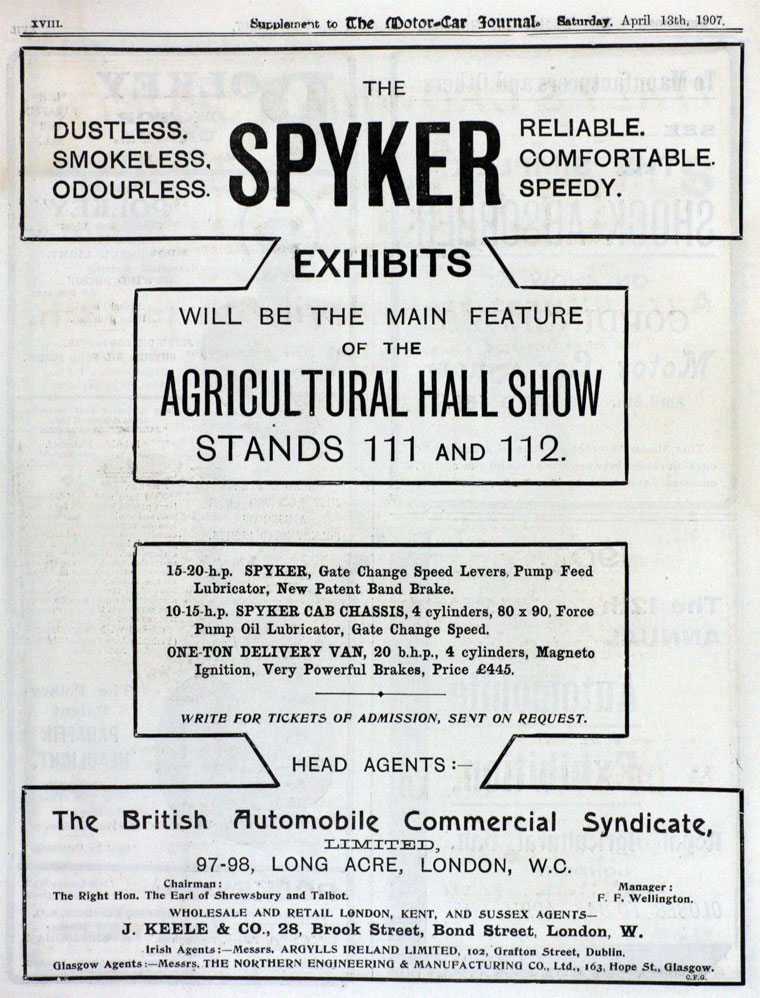 XVIII.
Supplement to The Motor-Car Journal. Saturday, April 13th, 1907.
THE
DUSTLESS.
SMOKELESS.
ODOURLESS.
SPYKER
RELIABLE.
COMFORTABLE.
SPEEDY.
EXHIBITS
WILL BE THE MAIN FEATURE
OF THE
AGRICULTURAL HALL SHOW
STANDS 111 AND 112.
15-20-h.p. SPYKER, Gate Change Speed Levers, Pump Feed
Lubricator, New Patent Band Brake.
10-15-h.p. SPYKER CAB CHASSIS, 4 cylinders, 80 x 90, Force
Pump Oil Lubricator, Gate Change Speed.
ONE-TON DELIVERY VAN, 20 b.h.p., 4 cylinders, Magneto
Ignition, Very Powerful Brakes, Price £445.
WRITE FOR TICKETS OF ADMISSION, SENT ON REQUEST.
HEAD AGENTS:—
The British Automobile Commercial Syndicate,
LIMITED,
97-98, LONG ACRE, LONDON, W.C.
Chairman:
The Right Hon. The Earl of Shrewsbury and Talbot.
Manager:
F. F. Wellington.
WHOLESALE AND RETAIL LONDON, KENT, AND SUSSEX AGENTS—
J. KEELE & CO., 28, Brook Street, Bond Street, London, W.
Irish Agents:—Messrs. ARGYLLS IRELAND LIMITED, 102, Grafton Street, Dublin.
Glasgow Agents:—Messrs. THE NORTHERN ENGINEERING & MANUFACTURING CO., Ltd., 163, Hope St., Glasgow.
C.F.G.